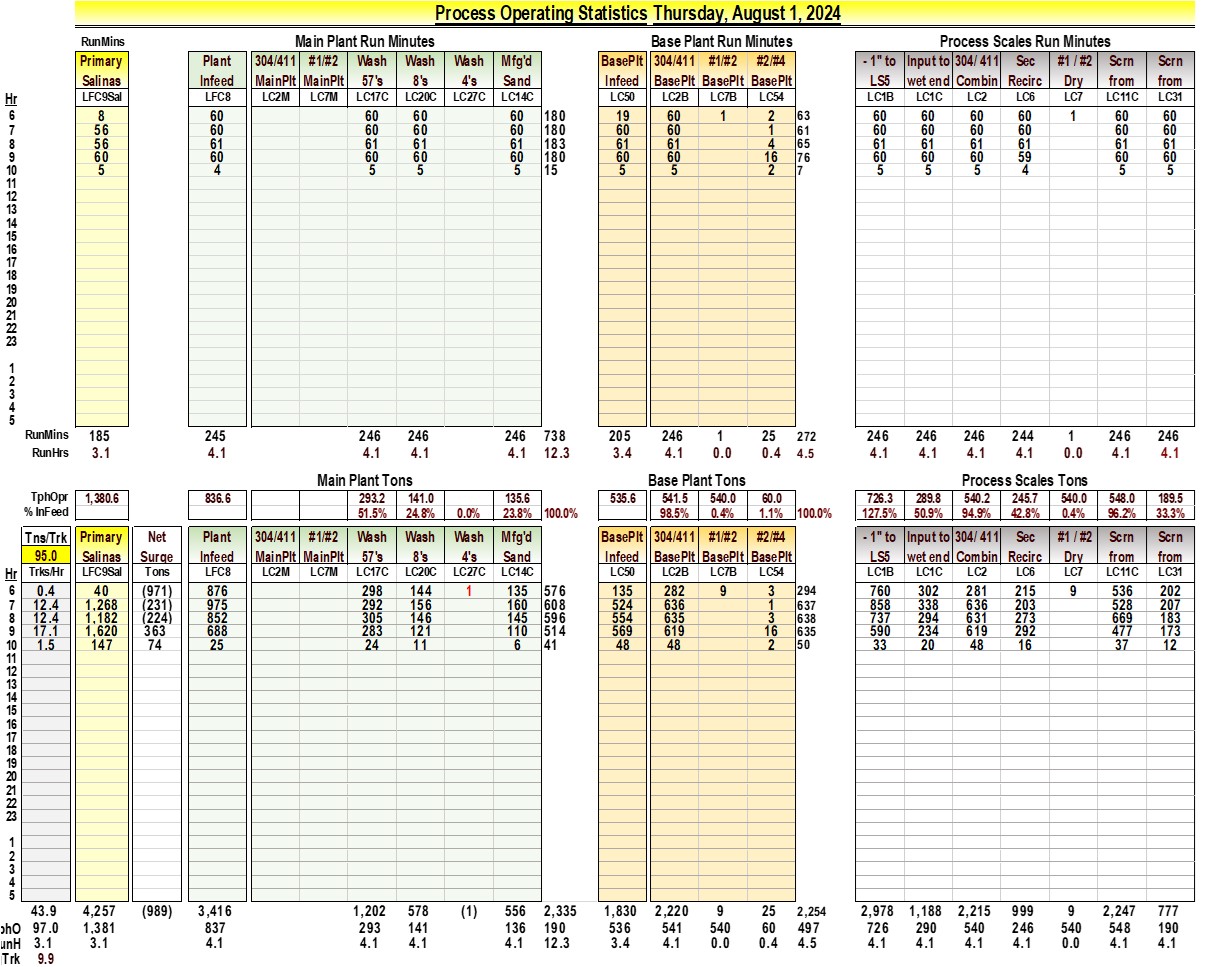 Process Operating Statistics Thursday, August 1, 2024
RunMins Main Plant Run Minutes Base Plant Run Minutes Process Scales Run Minutes
Primary Plant 304/411 #1/#2 Wash Wash Wash Mfg'd BasePlt 304/411 #1/#2 #2/#4 - 1" to Input to 304/ 411 Sec #1 / #2 Scrn Scrn
Salinas Infeed MainPlt MainPlt 57's 8's 4's Sand Infeed BasePlt BasePlt BasePlt LS5 wet end Combin Recirc Dry from from
Hr LFC9Sal LFC8 LC2M LC7M LC17C LC20C LC27C LC14C LC50 LC2B LC7B LC54 LC1B LC1C LC2 LC6 LC7 LC11C LC31
6 8 60 60 60 60 180 19 60 1 2 63 60 60 60 60 1 60 60
7 56 60 60 60 60 180 60 60 1 61 60 60 60 60 60 60
8 56 61 61 61 61 183 61 61 4 65 61 61 61 61 61 61
9 60 60 60 60 60 180 60 60 16 76 60 60 60 59 60 60
10 5 4 5 5 5 15 5 5 2 7 5 5 5 4 5 5
11
12
13
14
15
16
17
18
19
20
21
22
23
1
2
3
4
5
RunMins 185 245 246 246 246 738 205 246 1 25 272 246 246 246 244 1 246 246
RunHrs 3.1 4.1 4.1 4.1 4.1 12.3 3.4 4.1 0.0 0.4 4.5 4.1 4.1 4.1 4.1 0.0 4.1 4.1
Main Plant Tons Base Plant Tons Process Scales Tons
TphOpr 1,380.6 836.6 293.2 141.0 135.6 535.6 541.5 540.0 60.0 726.3 289.8 540.2 245.7 540.0 548.0 189.5
% InFeed 51.5% 24.8% 0.0% 23.8% 100.0% 98.5% 0.4% 1.1% 100.0% 127.5% 50.9% 94.9% 42.8% 0.4% 96.2% 33.3%
Tns/Trk Primary Net Plant 304/411 #1/#2 Wash Wash Wash Mfg'd BasePlt 304/411 #1/#2 #2/#4 - 1" to Input to 304/ 411 Sec #1 / #2 Scrn Scrn
95.0 Salinas Surge Infeed MainPlt MainPlt 57's 8's 4's Sand Infeed BasePlt BasePlt BasePlt LS5 wet end Combin Recirc Dry from from
Hr Trks/Hr LFC9Sal Tons LFC8 LC2M LC7M LC17C LC20C LC27C LC14C LC50 LC2B LC7B LC54 LC1B LC1C LC2 LC6 LC7 LC11C LC31
6 0.4 40 (971) 876 298 144 1 135 576 135 282 9 3 294 760 302 281 215 9 536 202
7 12.4 1,268 (231) 975 292 156 160 608 524 636 1 637 858 338 636 203 528 207
8 12.4 1,182 (224) 852 305 146 145 596 554 635 3 638 737 294 631 273 669 183
9 17.1 1,620 363 688 283 121 110 514 569 619 16 635 590 234 619 292 477 173
10 1.5 147 74 25 24 11 6 41 48 48 2 50 33 20 48 16 37 12
11
12
13
14
15
16
17
18
19
20
21
22
23
1
2
3
4
5
43.9 4,257 (989) 3,416 1,202 578 (1) 556 2,335 1,830 2,220 9 25 2,254 2,978 1,188 2,215 999 9 2,247 777
phO 97.0 1,381 837 293 141 136 190 536 541 540 60 497 726 290 540 246 540 548 190
unH 3.1 3.1 4.1 4.1 4.1 4.1 12.3 3.4 4.1 0.0 0.4 4.5 4.1 4.1 4.1 4.1 0.0 4.1 4.1
Trk 9.9